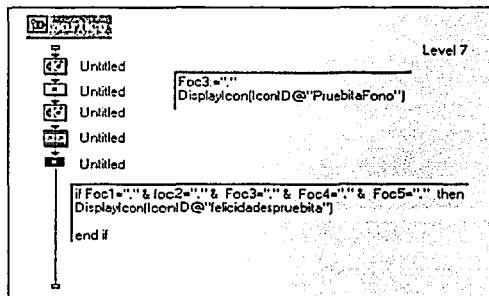 Level 7
Untitled
Untitled
Untitled
Untitled
Untitled
Foc3:="."
DisplayIcon(IconID@"PruebitaFono")
if Foc1="." & foc2="." & Foc3="." & Foc4="." & Foc5="." then
DisplayIcon(IconID@"felicidadespruebita")
end if